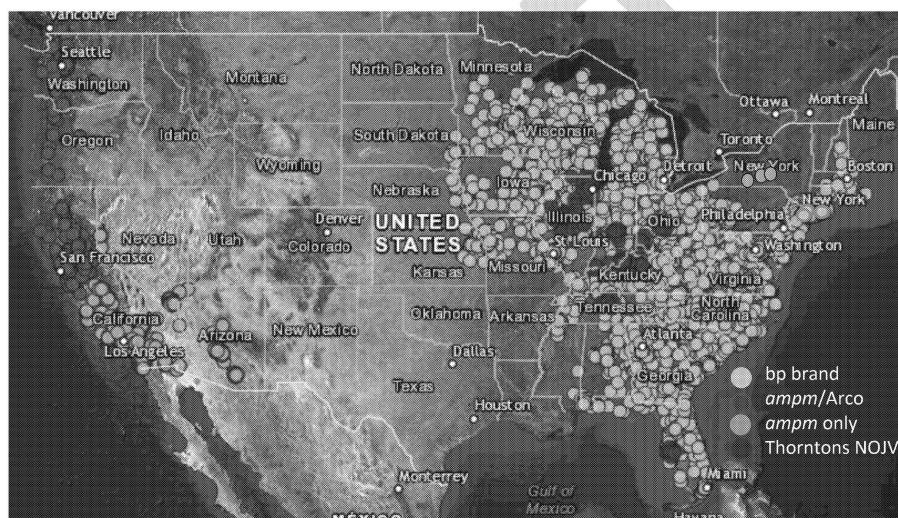 Vancouver
Seattle
Washington
Montana
North Dakota
Minnesota
Ottawa
Montreal
Maine
Oregon
Idaho
South Dakota
Wisconsin
Toronto
Wyoming
Detroit
New York
Boston
Nebraska
Iowa
Chicago
New York
Denver
UNITED
STATES
Illinois
Ohio
Philadelphia
Nevada
Utah
Colorado
St. Louis
Washington
San Francisco
Kansas
Missouri
Kentucky
Virginia
California
Arizona
New Mexico
Oklahoma
Arkansas
Tennessee
North
Carolina
Los Angeles
Dallas
Atlanta
Texas
Georgia
bp brand
Houston
ampm/Arco
ampm only
Thorntons NOJV
Monterrey
Gulf of
Mexico
Miami
MÉXICO
Havana